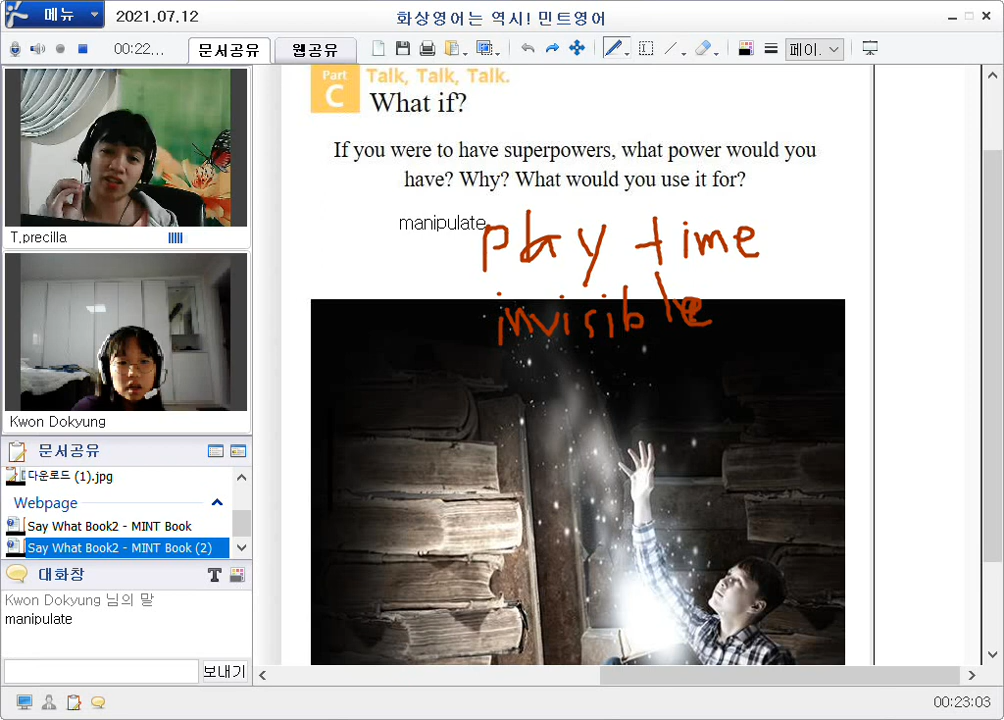 메뉴
2021.07.12
화상영어는 역시! 민트영어
00:22...
문서공유
웹공유
페이.
T.precilla
Kwon Dokyung
문서공유
다운로드 (1).jpg
Webpage
Say What Book2 - MINT Book
Say What Book2 - MINT Book (2)
대화창
Kwon Dokyung 님의 말
manipulate
보내기
Part C
Talk, Talk, Talk.
What if?
If you were to have superpowers, what power would you
have? Why? What would you use it for?
manipulate
play time
invisible
00:23:03